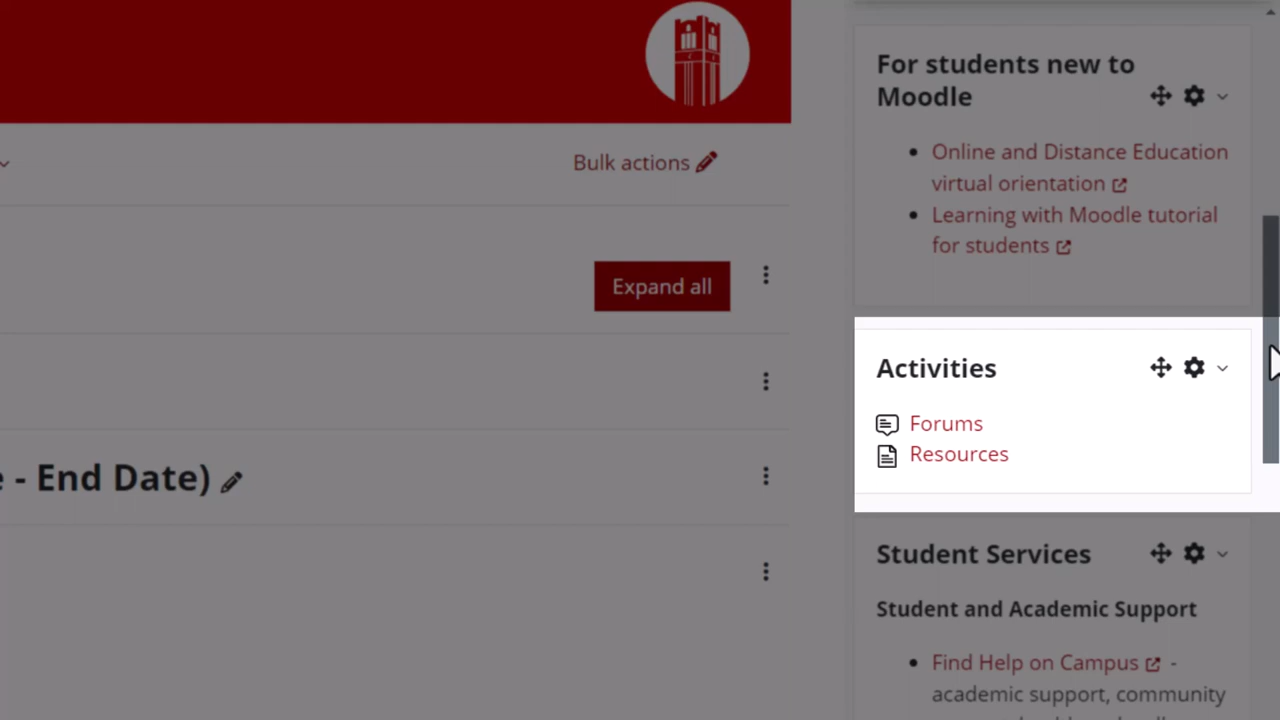 Bulk actions
Expand all
- End Date)
For students new to
Moodle
Online and Distance Education
virtual orientation
Learning with Moodle tutorial
for students
Activities
Forums
Resources
Student Services
Student and Academic Support
Find Help on Campus -
academic support, community